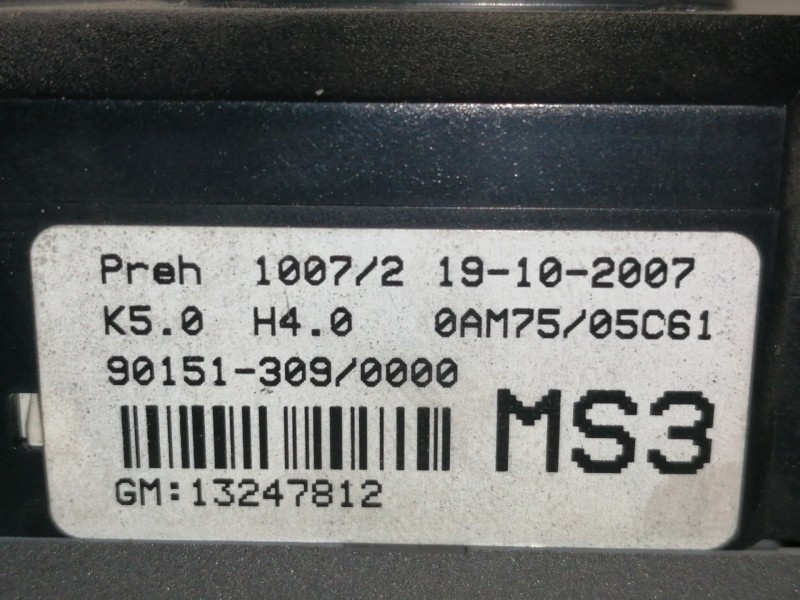 Preh 1007/2 19-10-2007
K5.0 H4.0 0AM75/05C61
90151-309/0000
MS3
GM:13247812